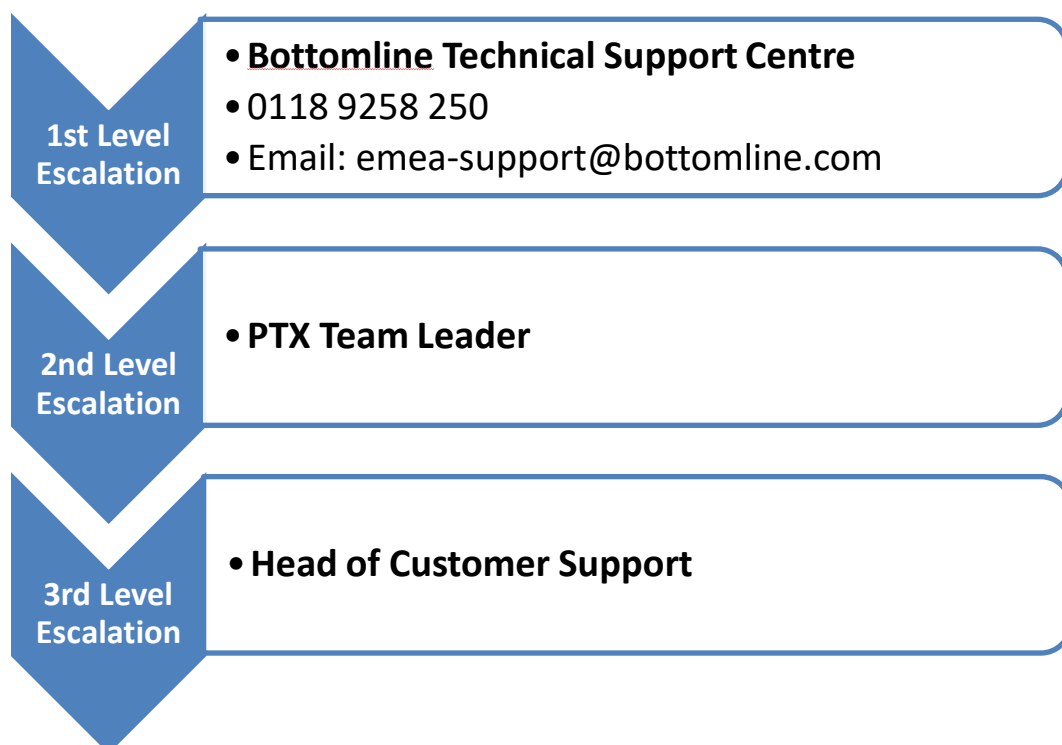 1st Level
Escalation
• Bottomline Technical Support Centre
• 0118 9258 250
• Email: emea-support@bottomline.com
2nd Level
Escalation
• PTX Team Leader
3rd Level
Escalation
• Head of Customer Support